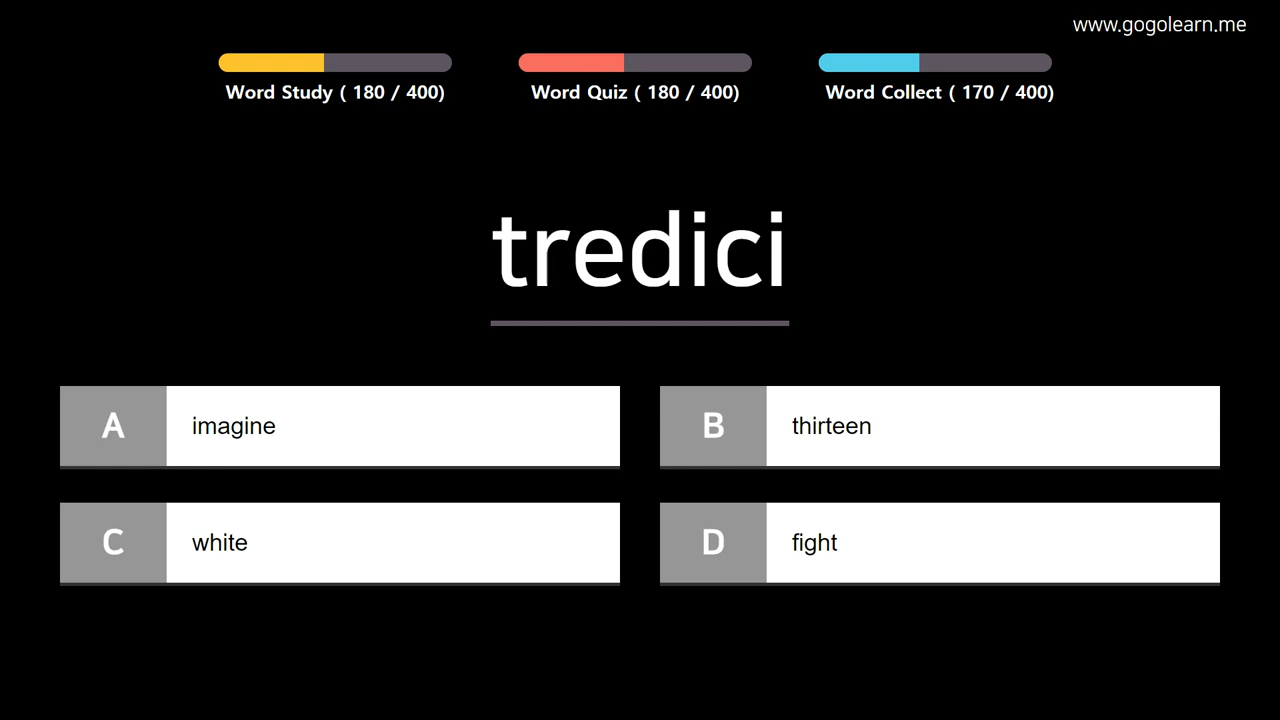 www.gogolearn.me
Word Study ( 180 / 400)
Word Quiz ( 180 / 400)
Word Collect ( 170 / 400)
tredici
A imagine
B thirteen
C white
D fight